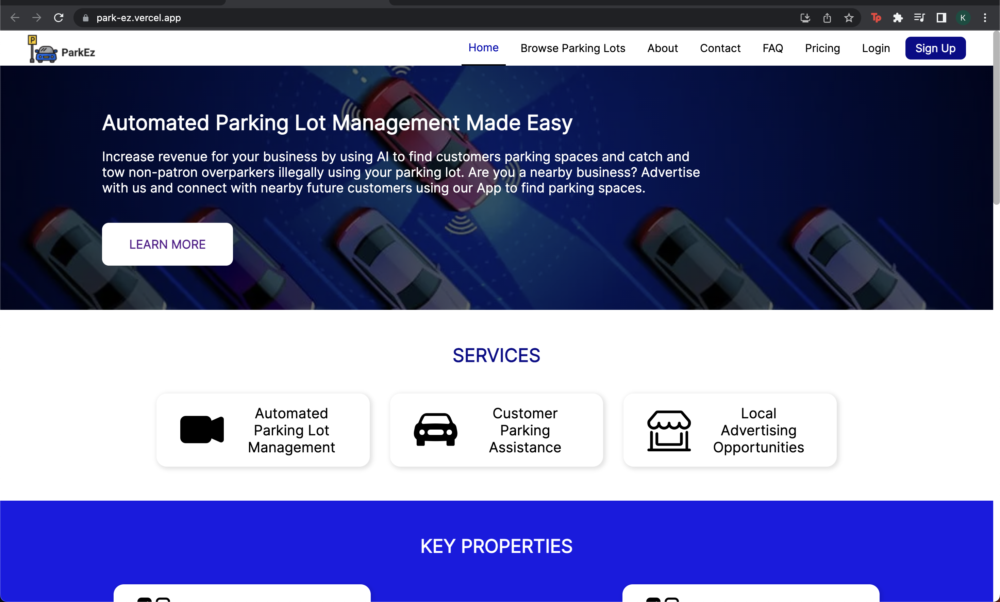 park-ez.vercel.app
Tp
K
P
ParkEz
Home
Browse Parking Lots
About
Contact
FAQ
Pricing
Login
Sign Up
Automated Parking Lot Management Made Easy
Increase revenue for your business by using AI to find customers parking spaces and catch and
tow non-patron overparkers illegally using your parking lot. Are you a nearby business? Advertise
with us and connect with nearby future customers using our App to find parking spaces.
LEARN MORE
SERVICES
Automated
Parking Lot
Management
Customer
Parking
Assistance
Local
Advertising
Opportunities
KEY PROPERTIES